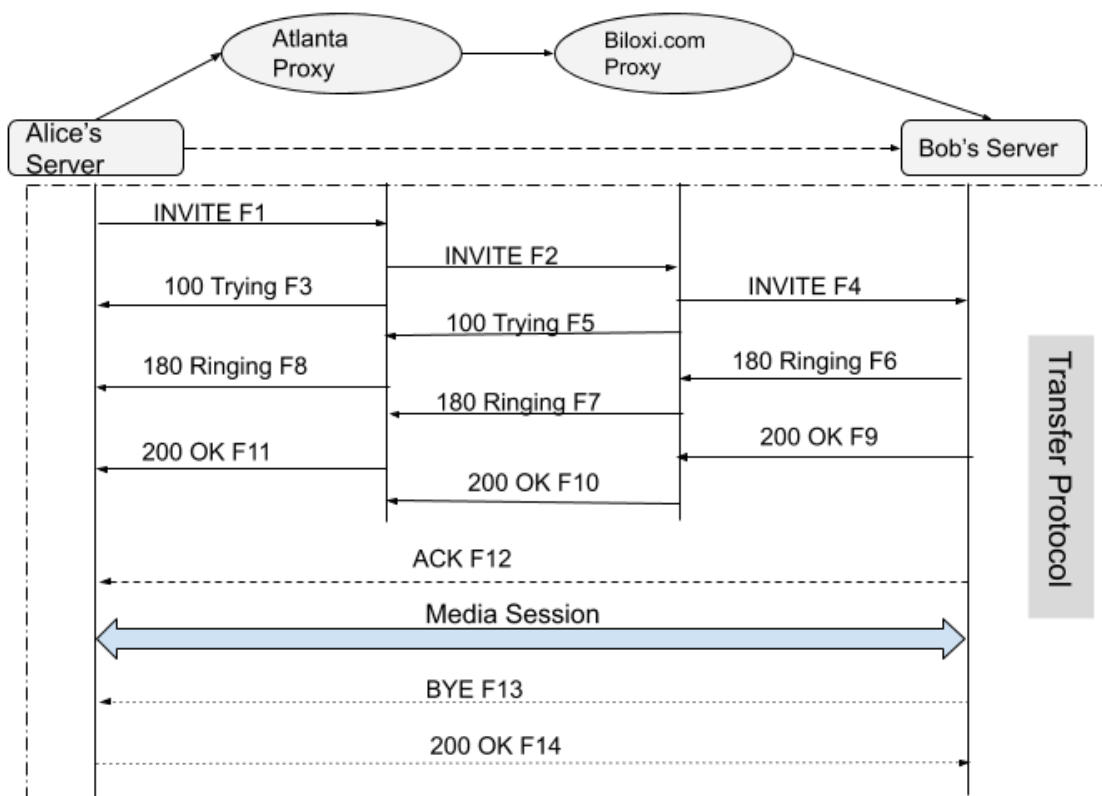 Atlanta
Proxy
Biloxi.com
Proxy
Alice's
Server
Bob's Server
INVITE F1
INVITE F2
100 Trying F3
INVITE F4
100 Trying F5
180 Ringing F8
180 Ringing F6
180 Ringing F7
200 OK F11
200 OK F9
200 OK F10
ACK F12
Media Session
BYE F13
200 OK F14
Transfer Protocol